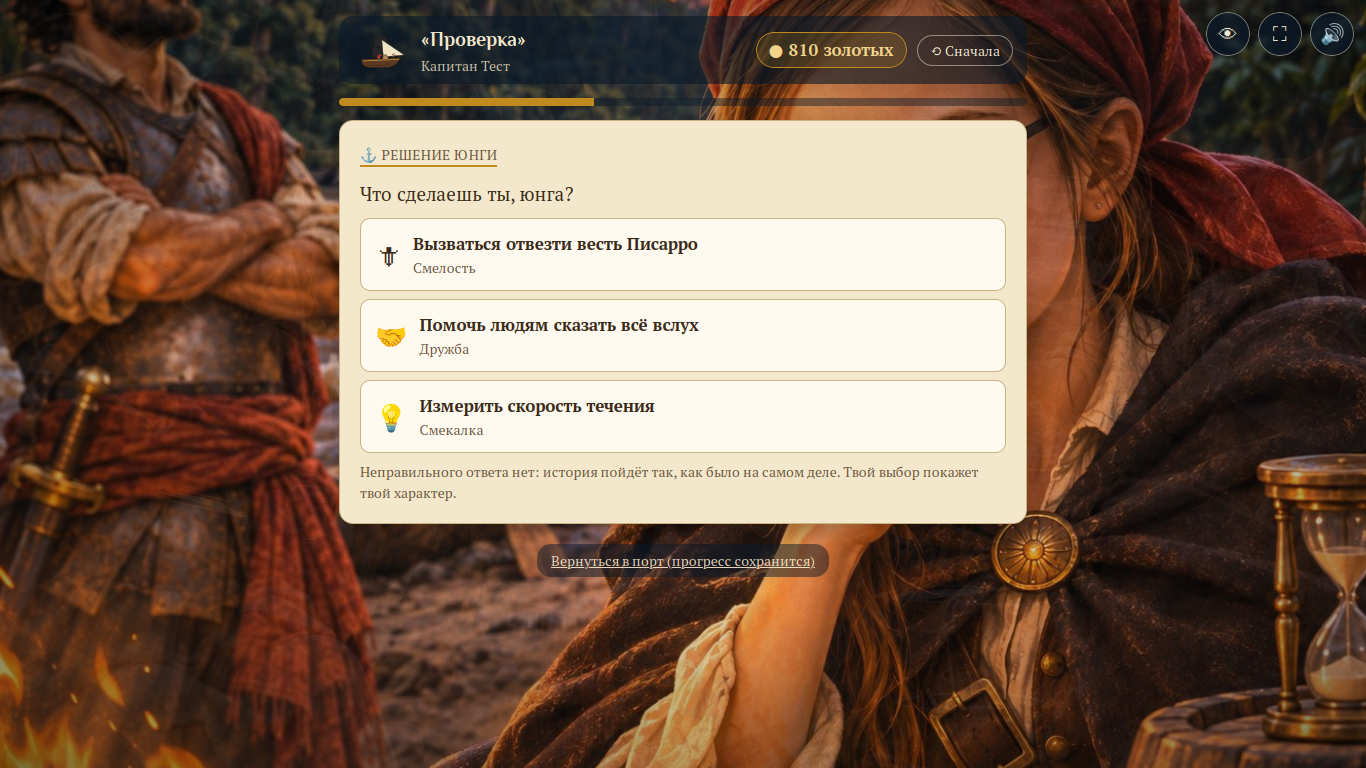 «Проверка»
Капитан Тест
810 золотых
⟲ Сначала
⚓ РЕШЕНИЕ ЮНГИ
Что сделаешь ты, юнга?
Вызваться отвезти весть Писарро
Смелость
Помочь людям сказать всё вслух
Дружба
Измерить скорость течения
Смекалка
Неправильного ответа нет: история пойдёт так, как было на самом деле. Твой выбор покажет
твой характер.
Вернуться в порт (прогресс сохранится)